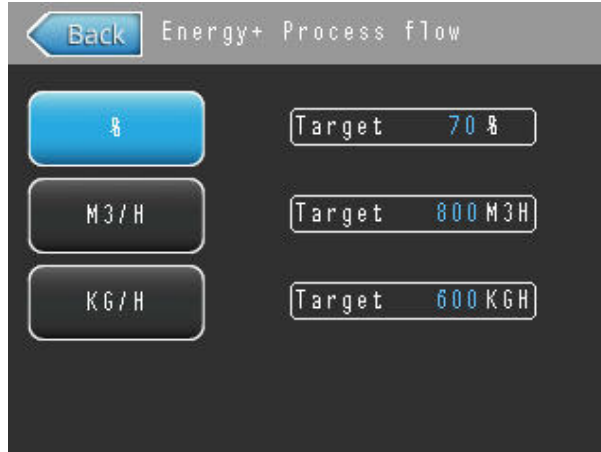 Back Energy+ Process flow
% Target 70 %
M3/H Target 800 M3H
KG/H Target 600 KGH